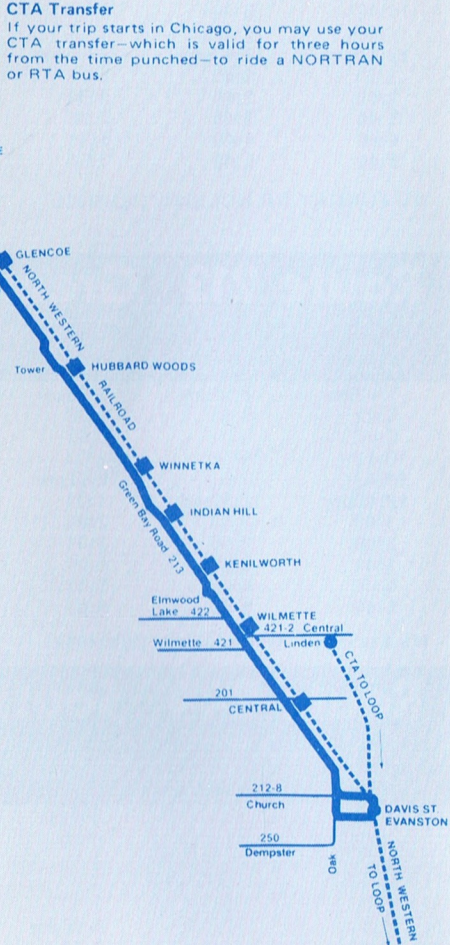 CTA Transfer
If your trip starts in Chicago, you may use your
CTA transfer—which is valid for three hours
from the time punched—to ride a NORTRAN
or RTA bus.
E
GLENCOE
NORTH WESTERN
Tower
HUBBARD WOODS
RAILROAD
WINNETKA
Green Bay Road 213
INDIAN HILL
KENILWORTH
Elmwood
Lake 422
WILMETTE
421-2 Central
Wilmette 421
Linden
CTA TO LOOP
201
CENTRAL
212-8
Church
DAVIS ST.
EVANSTON
250
Dempster
Oak
NORTH WESTERN
TO LOOP